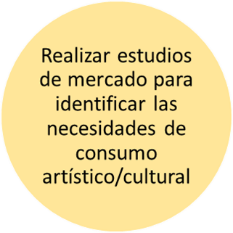 Realizar estudios
de mercado para
identificar las
necesidades de
consumo
artístico/cultural